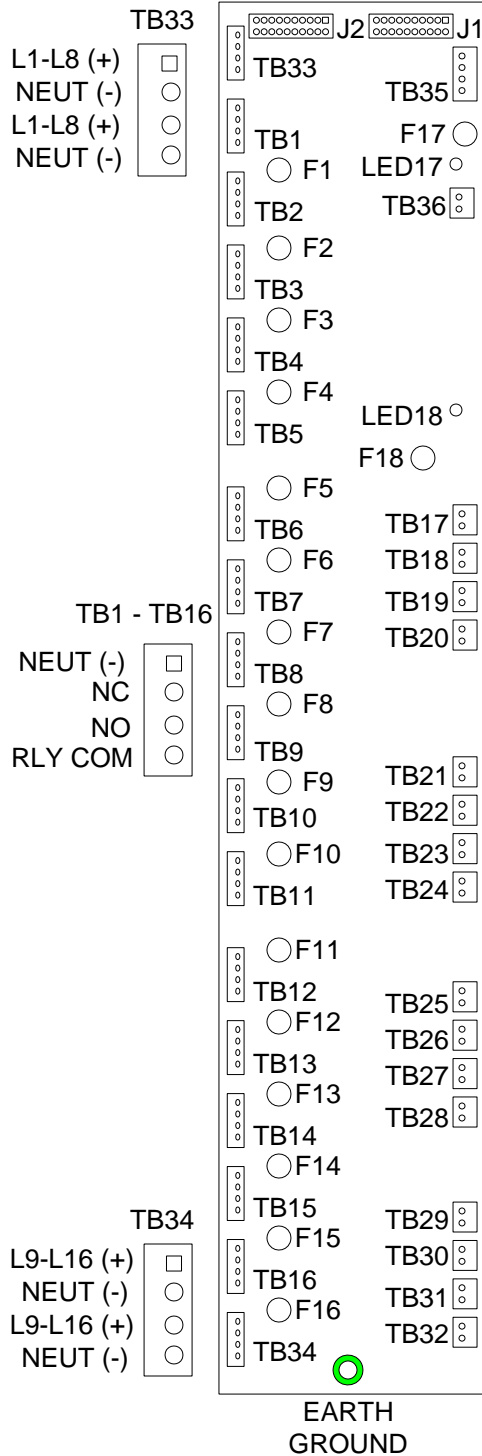 TB33
L1-L8 (+)
NEUT (-)
L1-L8 (+)
NEUT (-)
J2
J1
TB33
TB35
F17
TB1
LED17
F1
TB36
TB2
F2
TB3
F3
TB4
F4
LED18
TB5
F18
F5
TB17
TB6
TB18
F6
TB19
TB7
TB20
F7
TB8
F8
TB9
TB21
F9
TB22
TB10
TB23
F10
TB24
TB11
F11
TB12
TB25
F12
TB26
TB13
TB27
F13
TB28
TB14
F14
TB15
TB29
F15
TB30
TB16
TB31
F16
TB32
TB34
TB1 - TB16
NEUT (-)
NC
NO
RLY COM
TB34
L9-L16 (+)
NEUT (-)
L9-L16 (+)
NEUT (-)
EARTH
GROUND